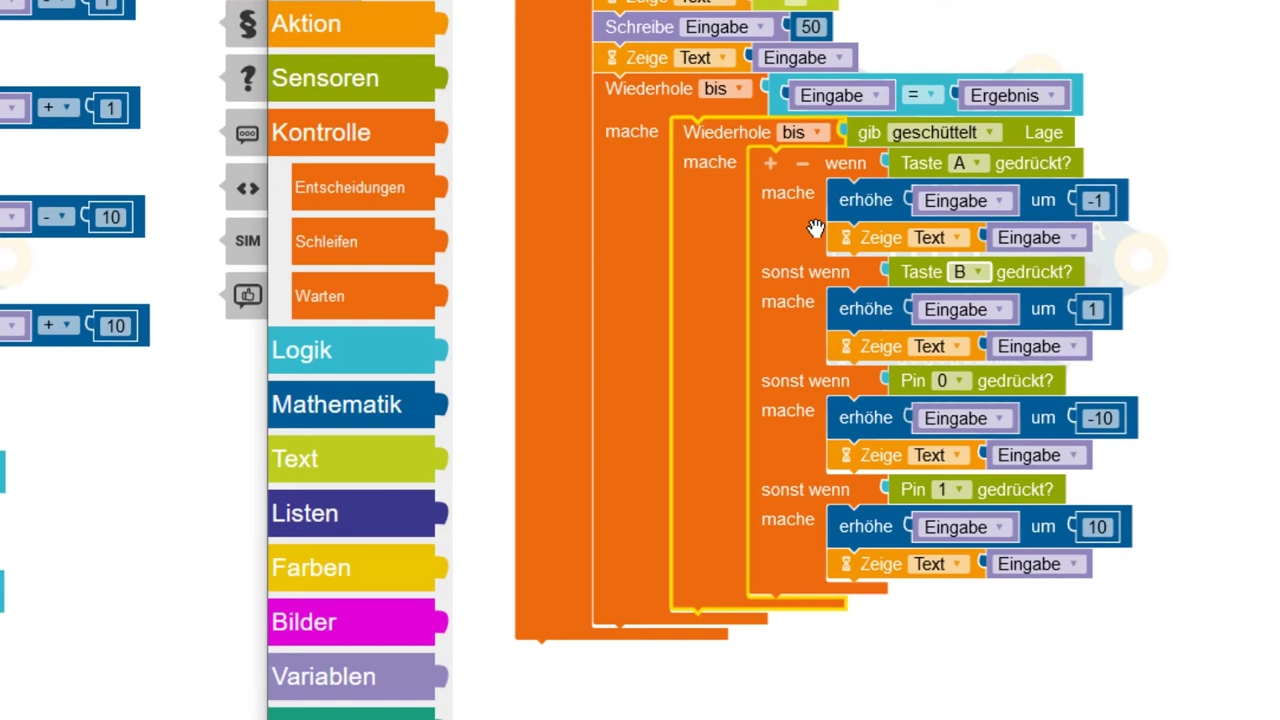 1
+ 1
- 10
+ 10
§
?
SIM
Aktion
Sensoren
Kontrolle
Entscheidungen
Schleifen
Warten
Logik
Mathematik
Text
Listen
Farben
Bilder
Variablen
Zeige Text
Schreibe Eingabe 50
Zeige Text Eingabe
Wiederhole bis Eingabe = Ergebnis
mache Wiederhole bis gib geschüttelt Lage
mache + − wenn Taste A gedrückt?
mache erhöhe Eingabe um -1
Zeige Text Eingabe
sonst wenn Taste B gedrückt?
mache erhöhe Eingabe um 1
Zeige Text Eingabe
sonst wenn Pin 0 gedrückt?
mache erhöhe Eingabe um -10
Zeige Text Eingabe
sonst wenn Pin 1 gedrückt?
mache erhöhe Eingabe um 10
Zeige Text Eingabe